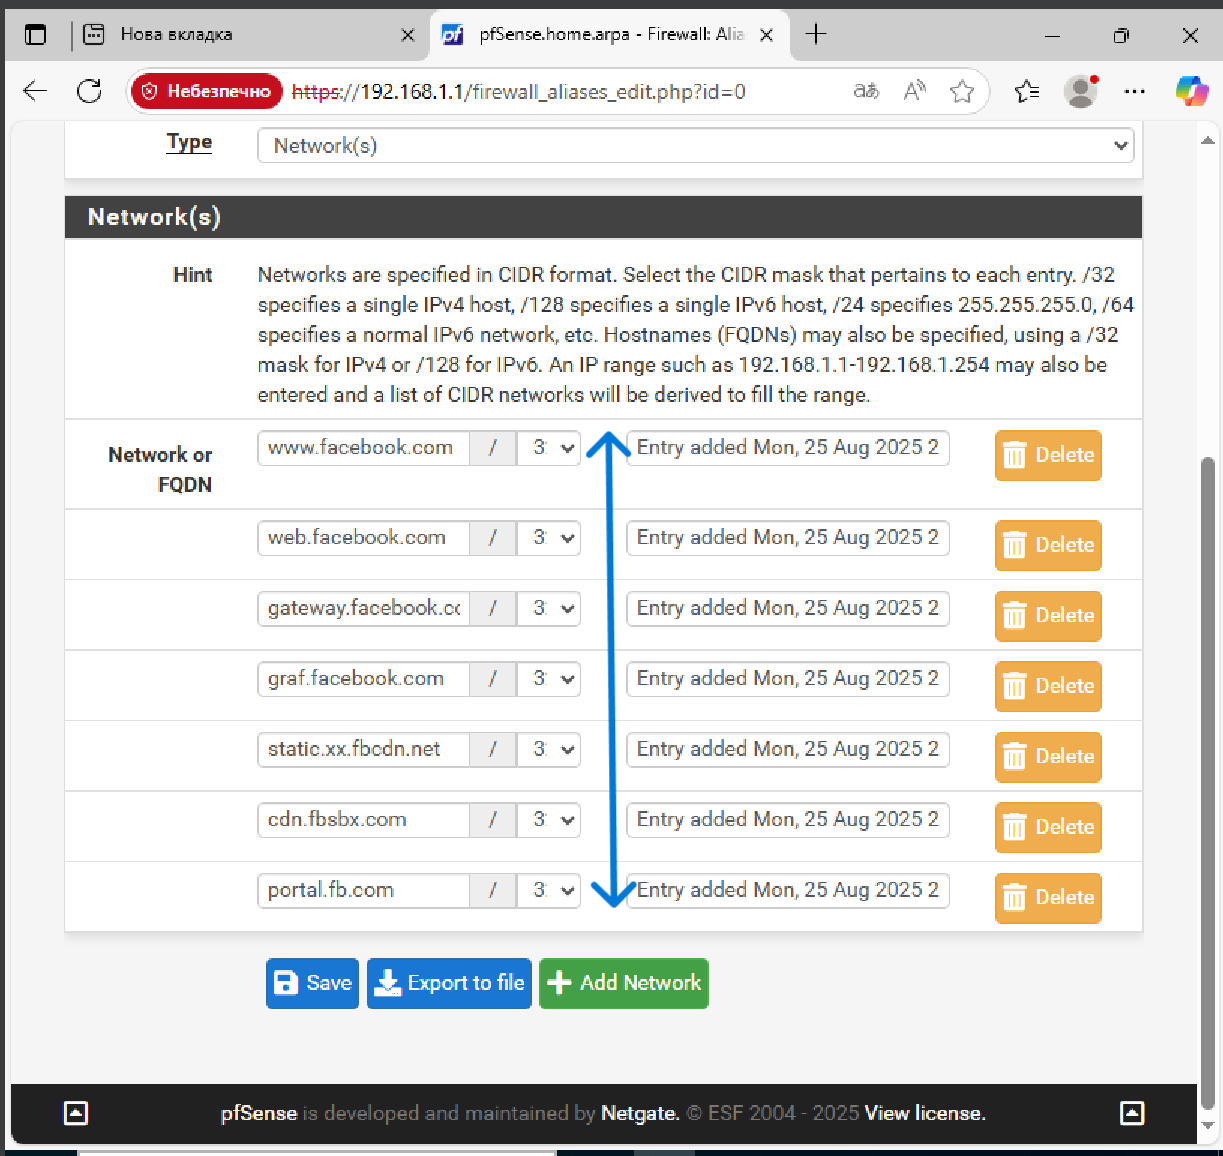 Нова вкладка
pfSense.home.arpa - Firewall: Alia
Небезпечно https://192.168.1.1/firewall_aliases_edit.php?id=0
Type Network(s)
Network(s)
Hint Networks are specified in CIDR format. Select the CIDR mask that pertains to each entry. /32
specifies a single IPv4 host, /128 specifies a single IPv6 host, /24 specifies 255.255.255.0, /64
specifies a normal IPv6 network, etc. Hostnames (FQDNs) may also be specified, using a /32
mask for IPv4 or /128 for IPv6. An IP range such as 192.168.1.1-192.168.1.254 may also be
entered and a list of CIDR networks will be derived to fill the range.
Network or
FQDN
www.facebook.com / 3 Entry added Mon, 25 Aug 2025 2 Delete
web.facebook.com / 3 Entry added Mon, 25 Aug 2025 2 Delete
gateway.facebook.cc / 3 Entry added Mon, 25 Aug 2025 2 Delete
graf.facebook.com / 3 Entry added Mon, 25 Aug 2025 2 Delete
static.xx.fbcdn.net / 3 Entry added Mon, 25 Aug 2025 2 Delete
cdn.fbsbx.com / 3 Entry added Mon, 25 Aug 2025 2 Delete
portal.fb.com / 3 Entry added Mon, 25 Aug 2025 2 Delete
Save Export to file Add Network
pfSense is developed and maintained by Netgate. © ESF 2004 - 2025 View license.